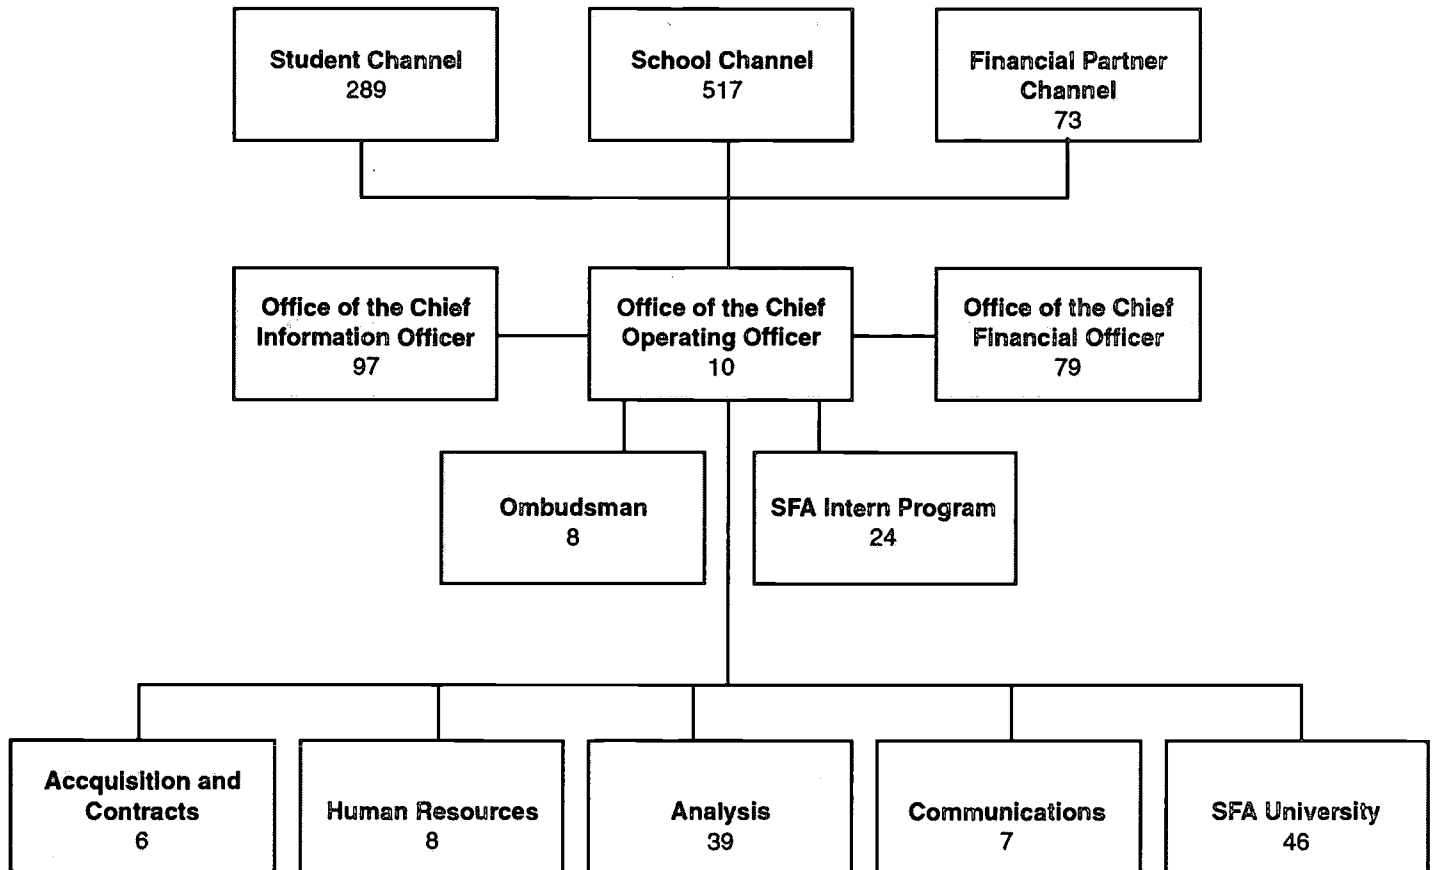 Student Channel
289
School Channel
517
Financial Partner
Channel
73
Office of the Chief
Information Officer
97
Office of the Chief
Operating Officer
10
Office of the Chief
Financial Officer
79
Ombudsman
8
SFA Intern Program
24
Accquisition and
Contracts
6
Human Resources
8
Analysis
39
Communications
7
SFA University
46